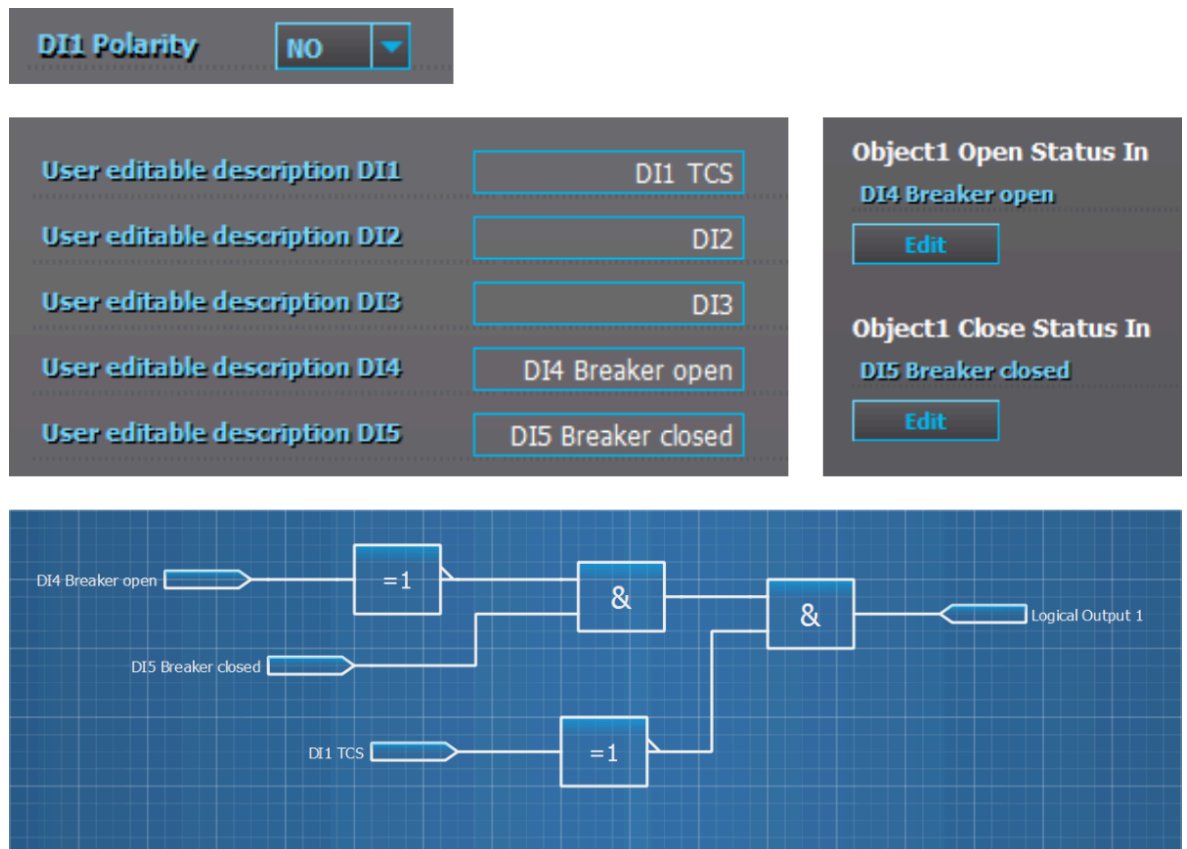 DI1 Polarity NO
User editable description DI1 DI1 TCS
User editable description DI2 DI2
User editable description DI3 DI3
User editable description DI4 DI4 Breaker open
User editable description DI5 DI5 Breaker closed
Object1 Open Status In
DI4 Breaker open
Edit
Object1 Close Status In
DI5 Breaker closed
Edit
DI4 Breaker open =1 & & Logical Output 1
DI5 Breaker closed
DI1 TCS =1